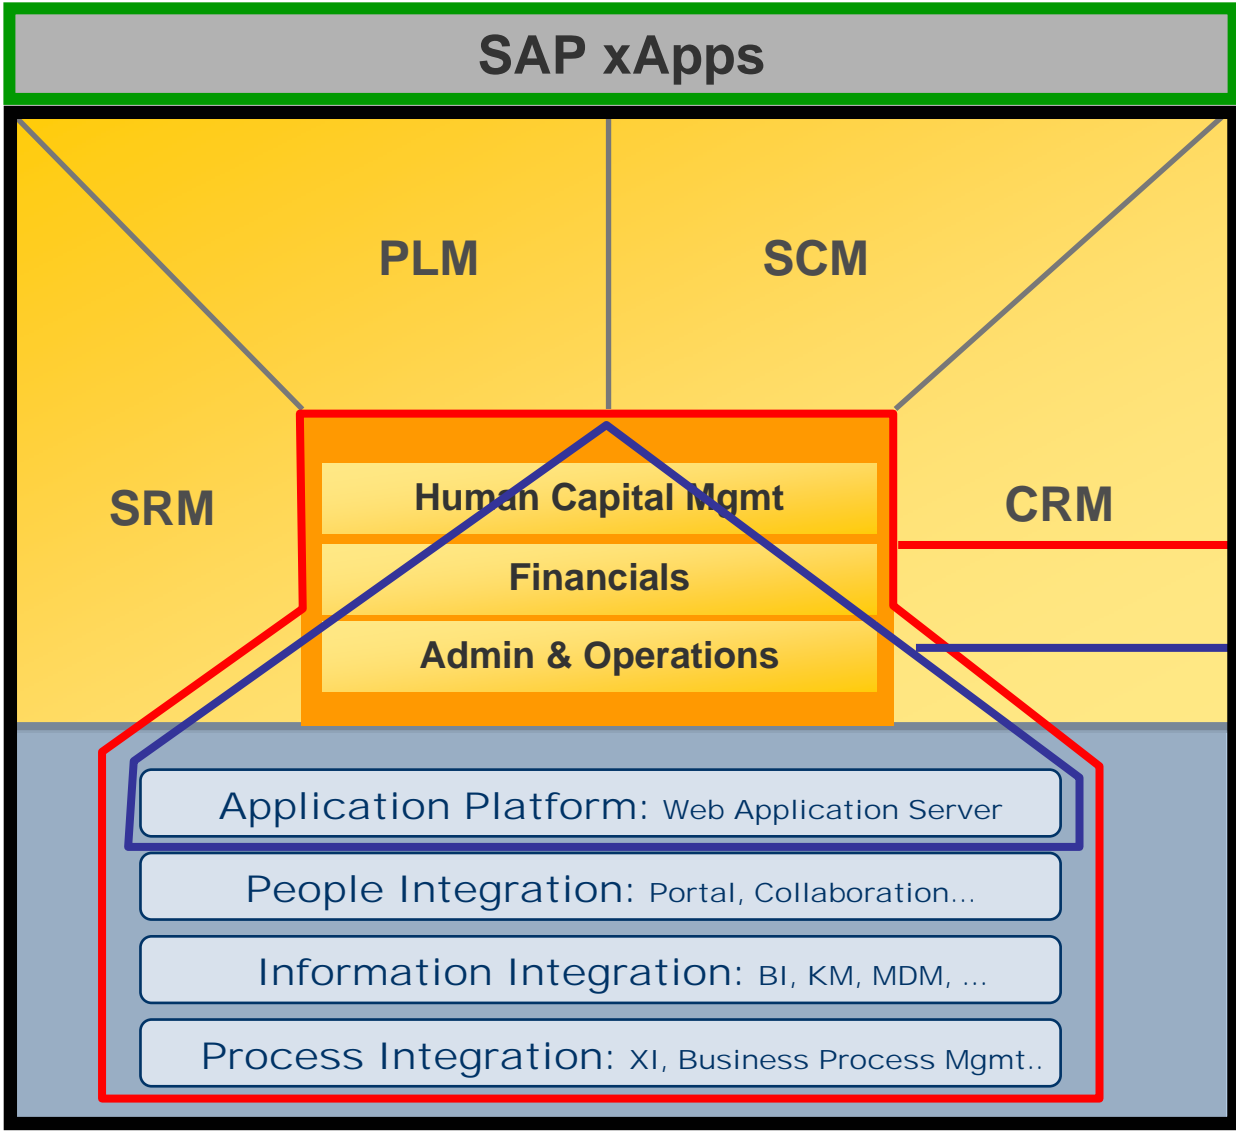 SAP xApps
PLM
SCM
SRM
CRM
Human Capital Mgmt
Financials
Admin & Operations
Application Platform: Web Application Server
People Integration: Portal, Collaboration...
Information Integration: BI, KM, MDM, ...
Process Integration: XI, Business Process Mgmt..